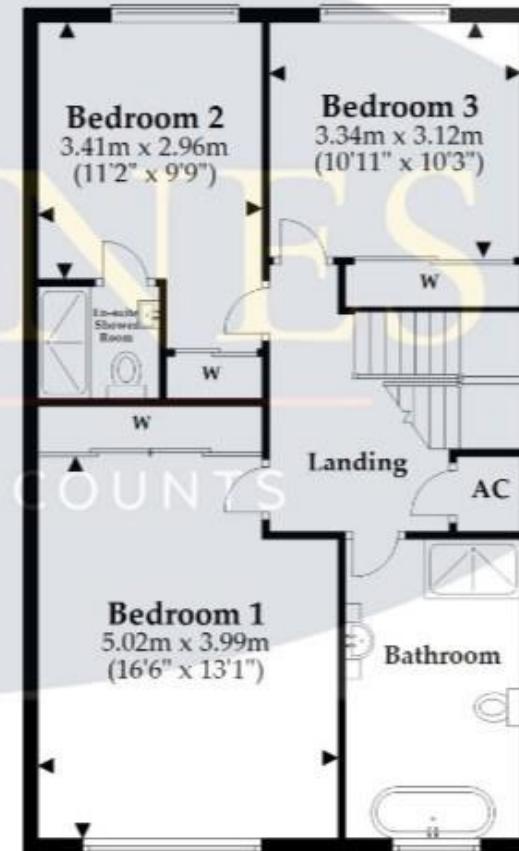 Bedroom 2
3.41m x 2.96m
(11'2" x 9'9")
Bedroom 3
3.34m x 3.12m
(10'11" x 10'3")
NES
W
En-suite
Shower
Room
W
W
COUNTS
Landing
AC
Bedroom 1
5.02m x 3.99m
(16'6" x 13'1")
Bathroom